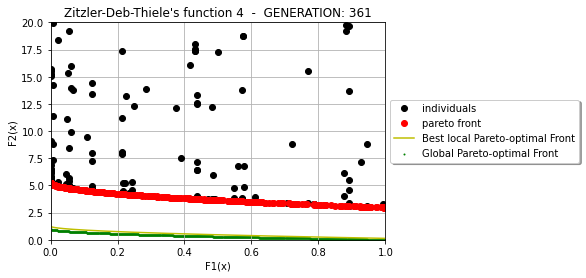 Zitzler-Deb-Thiele's function 4 - GENERATION: 361
20.0
17.5
15.0
12.5
10.0
7.5
5.0
2.5
0.0
F2(x)
0.0 0.2 0.4 0.6 0.8 1.0
F1(x)
individuals
pareto front
Best local Pareto-optimal Front
Global Pareto-optimal Front